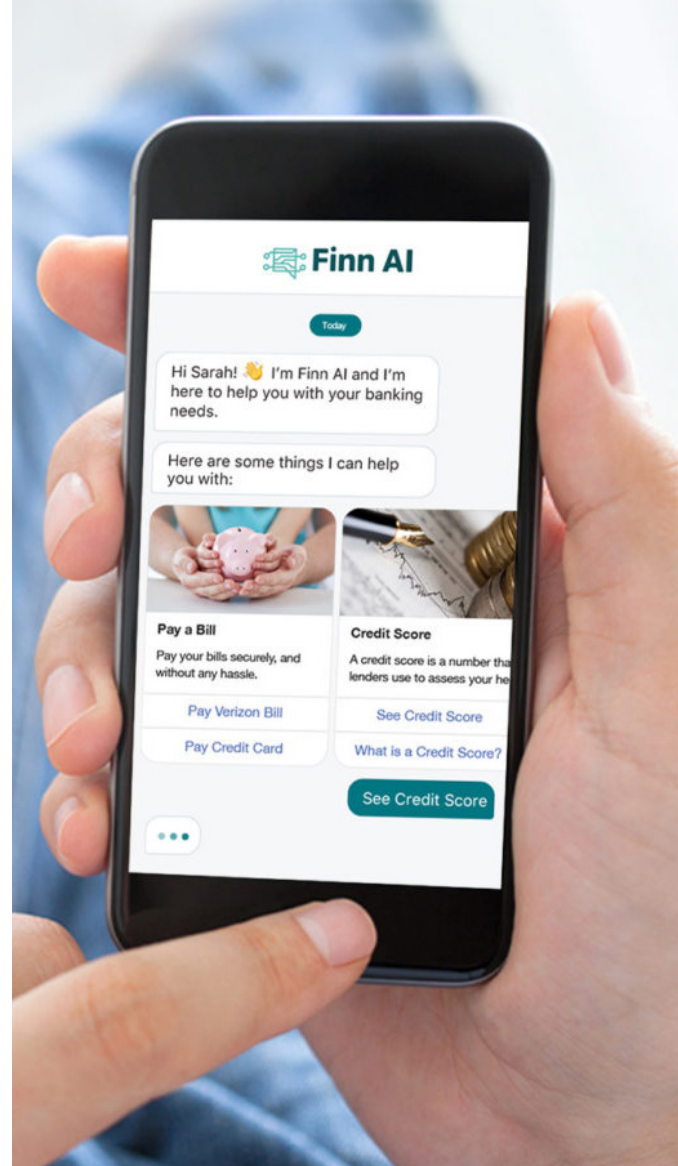 Finn AI
Today
Hi Sarah! 👋 I'm Finn AI and I'm
here to help you with your banking
needs.
Here are some things I can help
you with:
Pay a Bill
Pay your bills securely, and
without any hassle.
Pay Verizon Bill
Pay Credit Card
Credit Score
A credit score is a number tha
lenders use to assess your he
See Credit Score
What is a Credit Score?
See Credit Score